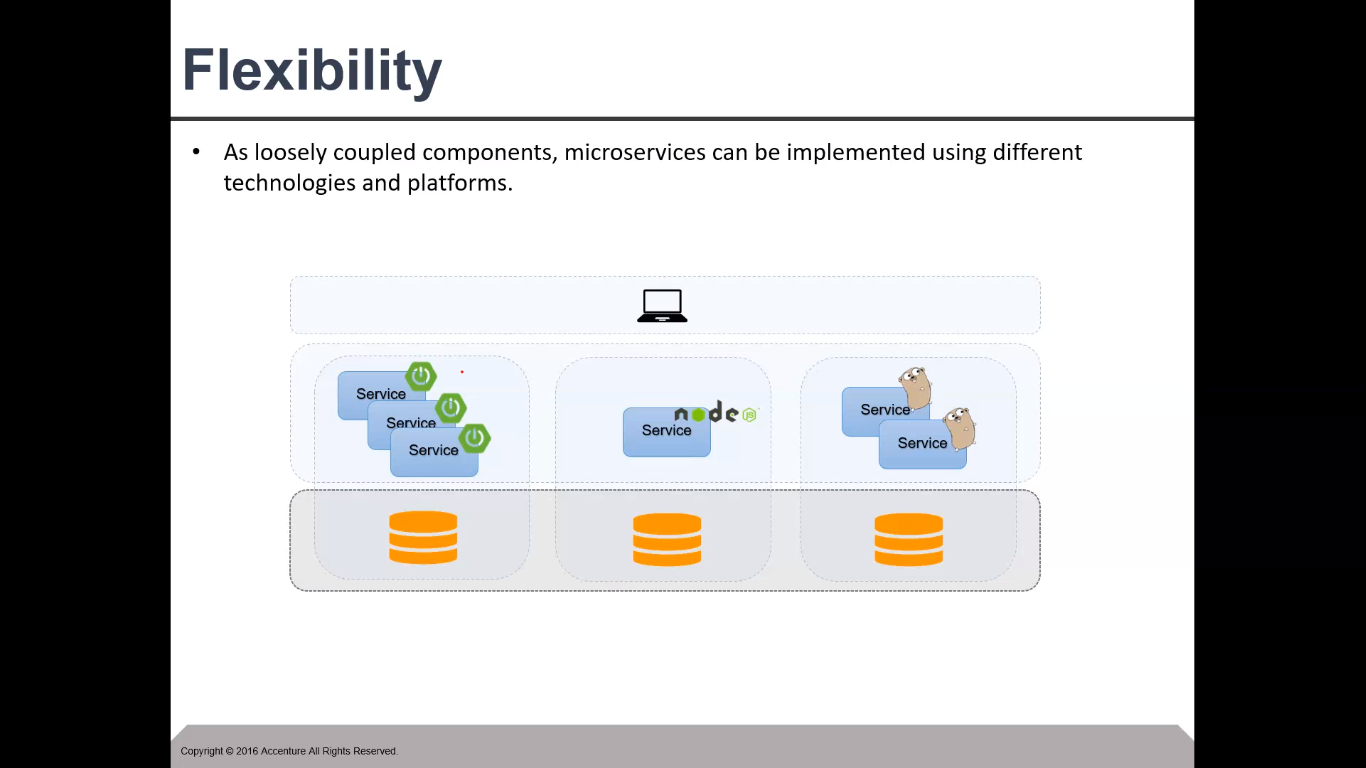 Flexibility
• As loosely coupled components, microservices can be implemented using different
technologies and platforms.
Service
Service
Service
node JS
Service
Service
Service
Copyright © 2016 Accenture All Rights Reserved.